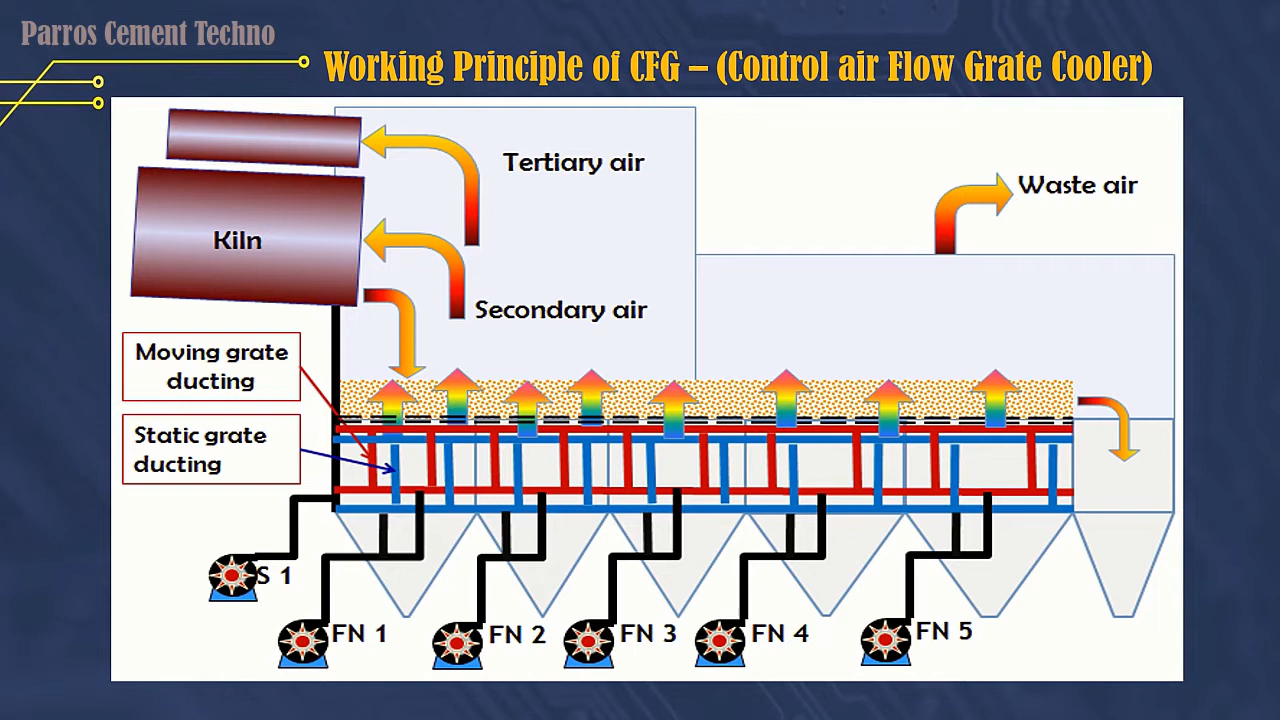 Parros Cement Techno
Working Principle of CFG – (Control air Flow Grate Cooler)
Tertiary air
Waste air
Kiln
Secondary air
Moving grate
ducting
Static grate
ducting
S 1
FN 1
FN 2
FN 3
FN 4
FN 5